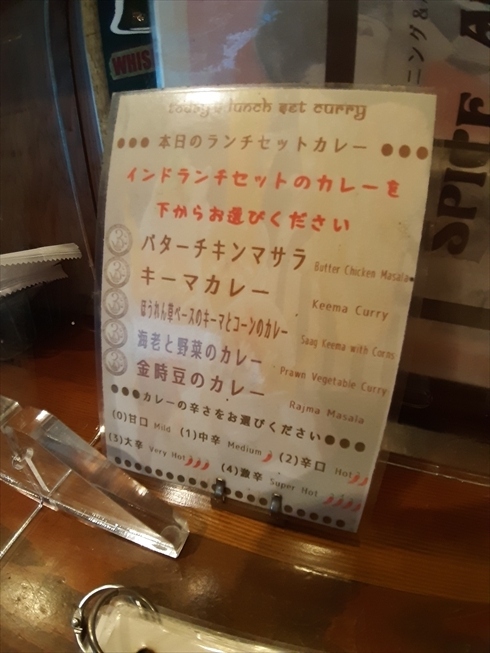 WHIS
ニング&バ
SPICE A
Today's Lunch Set Curry
●●● 本日のランチセットカレー ●●●
インドランチセットのカレーを
下からお選びください
バターチキンマサラ Butter Chicken Masala
キーマカレー Keema Curry
ほうれん草ベースのキーマとコーンのカレー Saag Keema with Corns
海老と野菜のカレー Prawn Vegetable Curry
金時豆のカレー Rajma Masala
●●●カレーの辛さをお選びください●●●
(0)甘口 Mild (1)中辛 Medium (2)辛口 Hot
(3)大辛 Very Hot (4)激辛 Super Hot